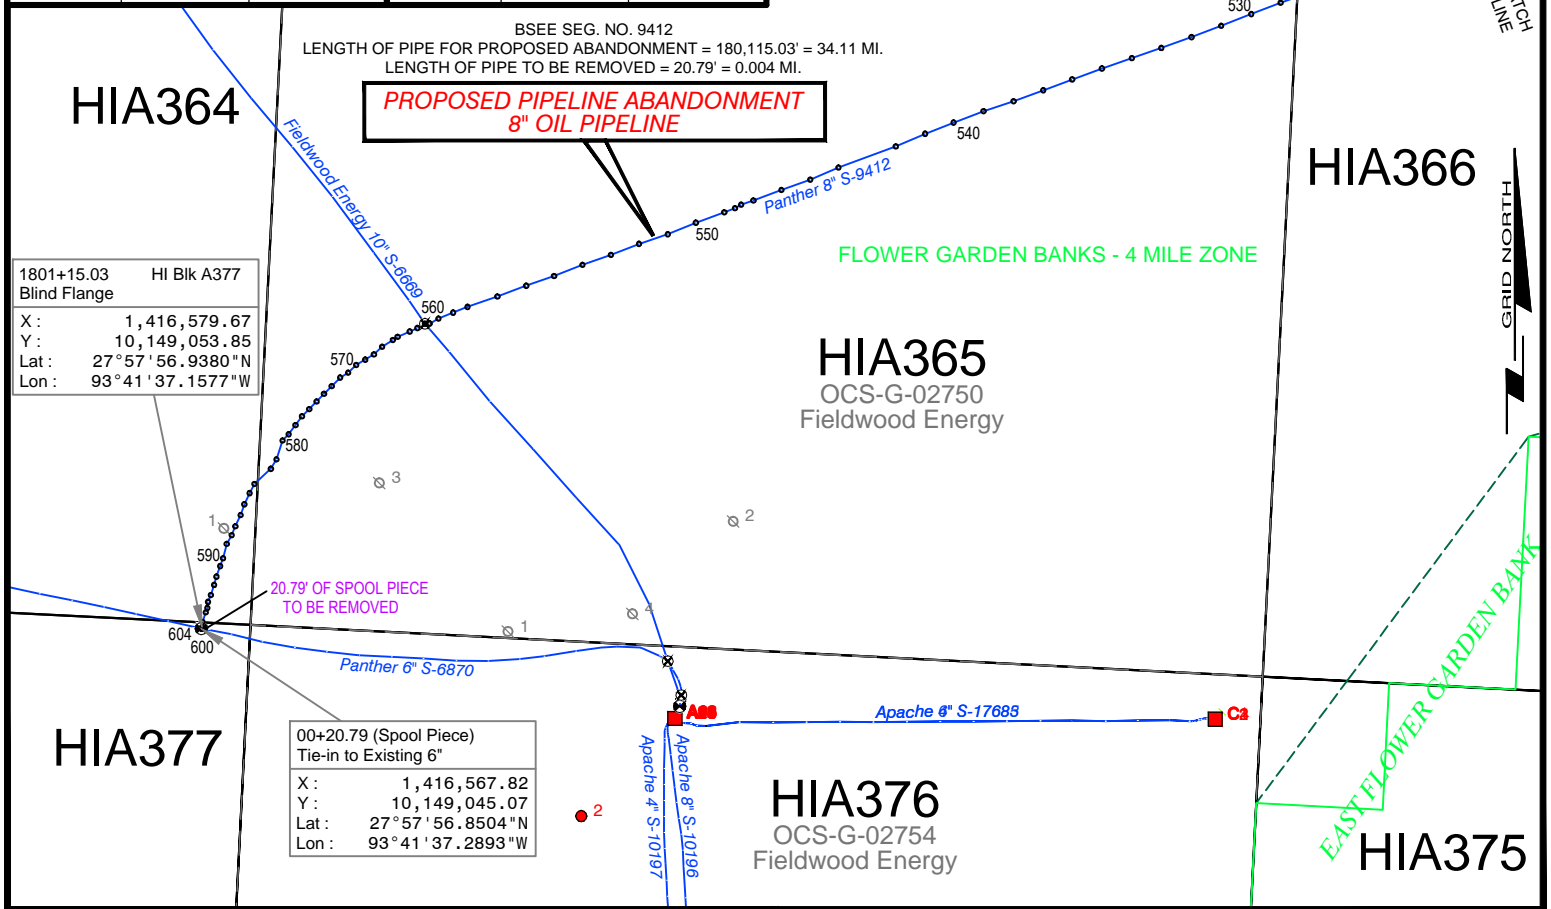 BSEE SEG. NO. 9412
LENGTH OF PIPE FOR PROPOSED ABANDONMENT = 180,115.03' = 34.11 MI.
LENGTH OF PIPE TO BE REMOVED = 20.79' = 0.004 MI.
PROPOSED PIPELINE ABANDONMENT
8" OIL PIPELINE
530
LINE
HIA364
Fieldwood Energy 10" S-6669
540
Panther 8" S-9412
550
HIA366
GRID NORTH
FLOWER GARDEN BANKS - 4 MILE ZONE
1801+15.03 HI Blk A377
Blind Flange
X : 1,416,579.67
Y : 10,149,053.85
Lat : 27°57'56.9380"N
Lon : 93°41'37.1577"W
560
570
580
590
HIA365
OCS-G-02750
Fieldwood Energy
3
2
1
4
1
20.79' OF SPOOL PIECE
TO BE REMOVED
604
600
Panther 6" S-6870
HIA377
00+20.79 (Spool Piece)
Tie-in to Existing 6"
X : 1,416,567.82
Y : 10,149,045.07
Lat : 27°57'56.8504"N
Lon : 93°41'37.2893"W
2
Apache 4" S-10197
Apache 8" S-10196
HIA376
OCS-G-02754
Fieldwood Energy
EAST FLOWER GARDEN BANK
HIA375